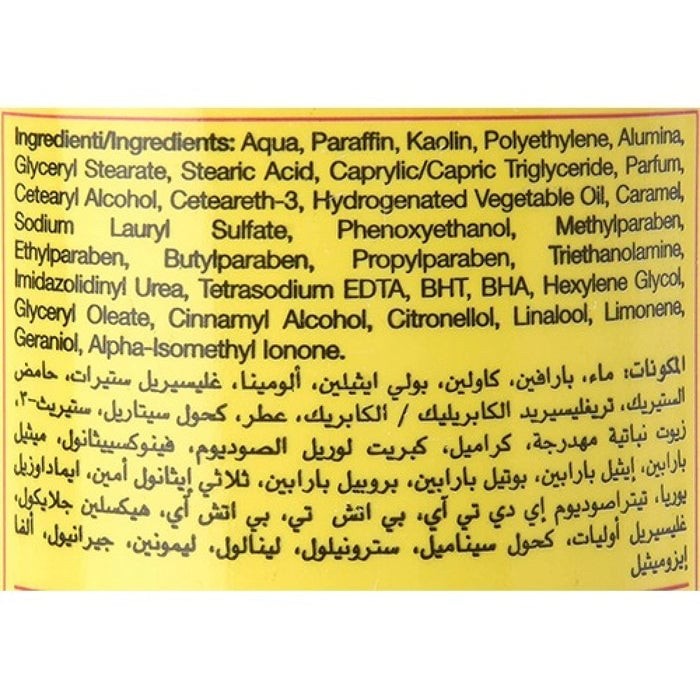 Ingredienti/Ingredients: Aqua, Paraffin, Kaolin, Polyethylene, Alumina,
Glyceryl Stearate, Stearic Acid, Caprylic/Capric Triglyceride, Parfum,
Cetearyl Alcohol, Ceteareth-3, Hydrogenated Vegetable Oil, Caramel,
Sodium Lauryl Sulfate, Phenoxyethanol, Methylparaben,
Ethylparaben, Butylparaben, Propylparaben, Triethanolamine,
Imidazolidinyl Urea, Tetrasodium EDTA, BHT, BHA, Hexylene Glycol,
Glyceryl Oleate, Cinnamyl Alcohol, Citronellol, Linalool, Limonene,
Geraniol, Alpha-Isomethyl Ionone.
المكونات: ماء، بارافين، كاولين، بولي ايثيلين، ألومينا، غليسيريل ستيرات، حامض
الستيريك، تريغليسيريد الكابريليك / الكابريك، عطر، كحول سيتاريل، ستيريث-٣،
زيوت نباتية مهدرجة، كراميل، كبريت لوريل الصوديوم، فينوكسييثانول، ميثيل
بارابين، إيثيل بارابين، بوتيل بارابين، بروبيل بارابين، ثلاثي إيثانول أمين، ايمادوازيل
يوريا، تيتراصوديوم إي دي تي آي، بي اتش تي، بي اتش آي، هيكسلين جلايكول،
غليسيريل أوليات، كحول سيناميل، سترونيلول، لينالول، ليمونين، جيرانيول، ألفا
إيزوميثيل